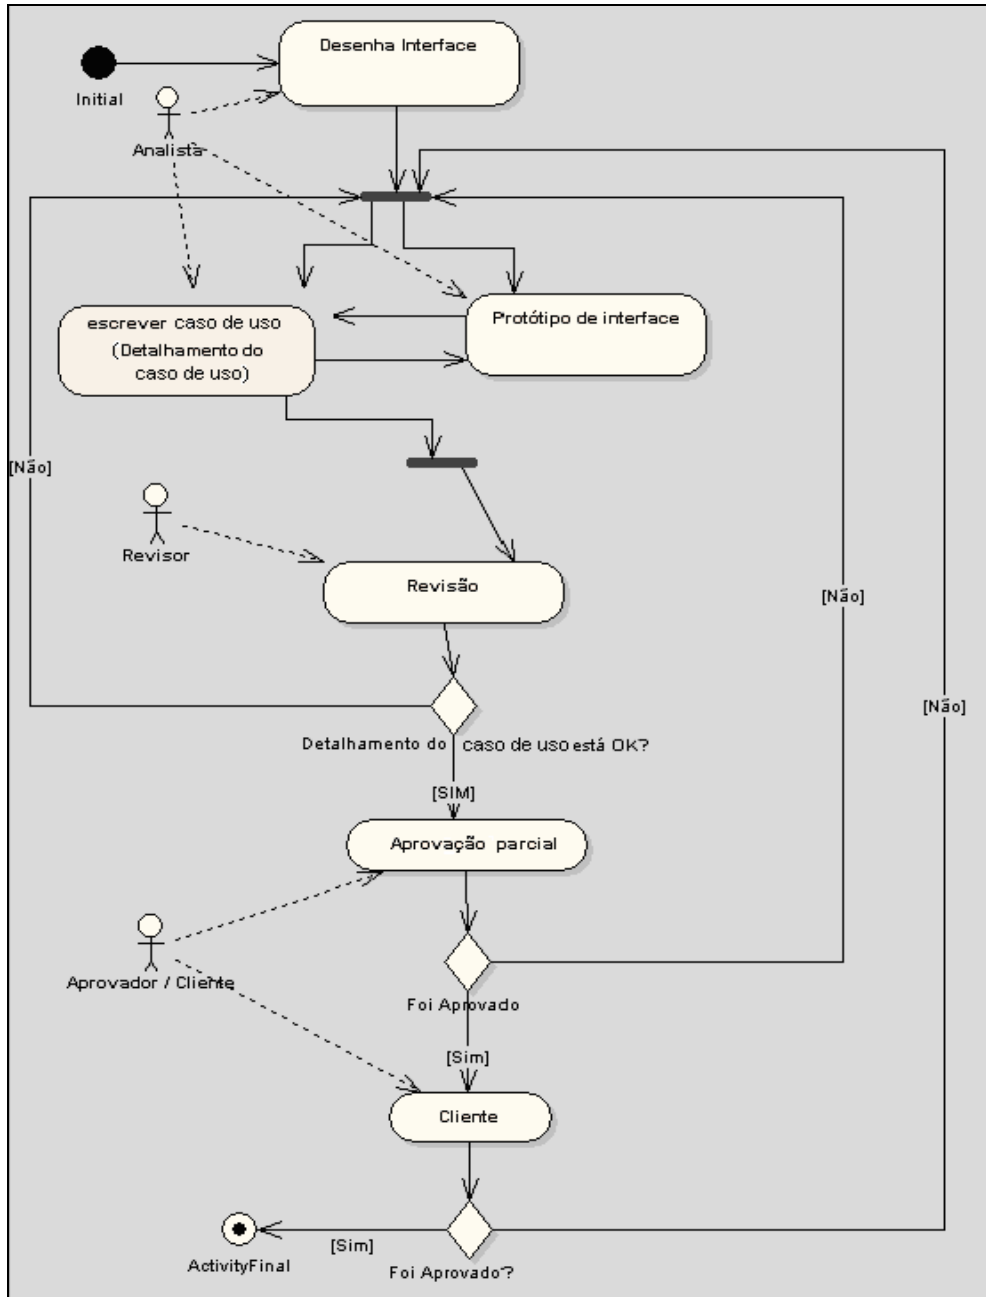 Desenha Interface
Initial
Analista
escrever caso de uso
(Detalhamento do
caso de uso)
Protótipo de interface
[Não]
Revisor
Revisão
[Não]
[Não]
Detalhamento do caso de uso está OK?
[SIM]
Aprovação parcial
Aprovador / Cliente
Foi Aprovado
[Sim]
Cliente
[Sim]
ActivityFinal
Foi Aprovado?